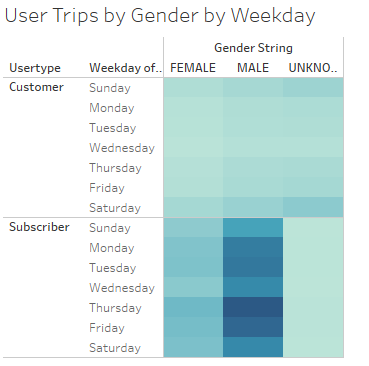 User Trips by Gender by Weekday
Gender String
Usertype Weekday of.. FEMALE MALE UNKNO..
Customer Sunday
Monday
Tuesday
Wednesday
Thursday
Friday
Saturday
Subscriber Sunday
Monday
Tuesday
Wednesday
Thursday
Friday
Saturday